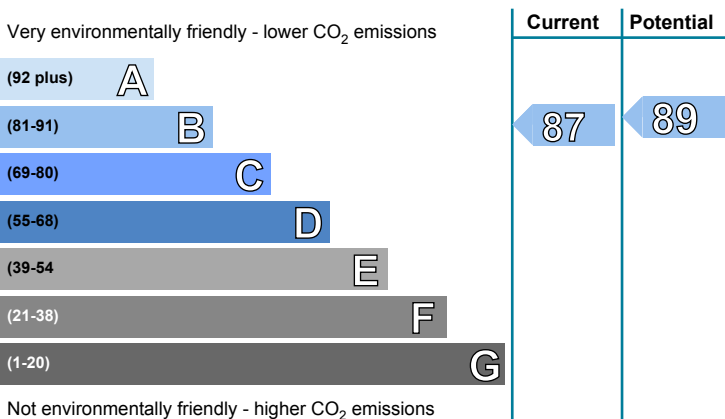 Very environmentally friendly - lower CO2 emissions
Current
Potential
(92 plus) A
(81-91) B
87
89
(69-80) C
(55-68) D
(39-54 E
(21-38) F
(1-20) G
Not environmentally friendly - higher CO2 emissions